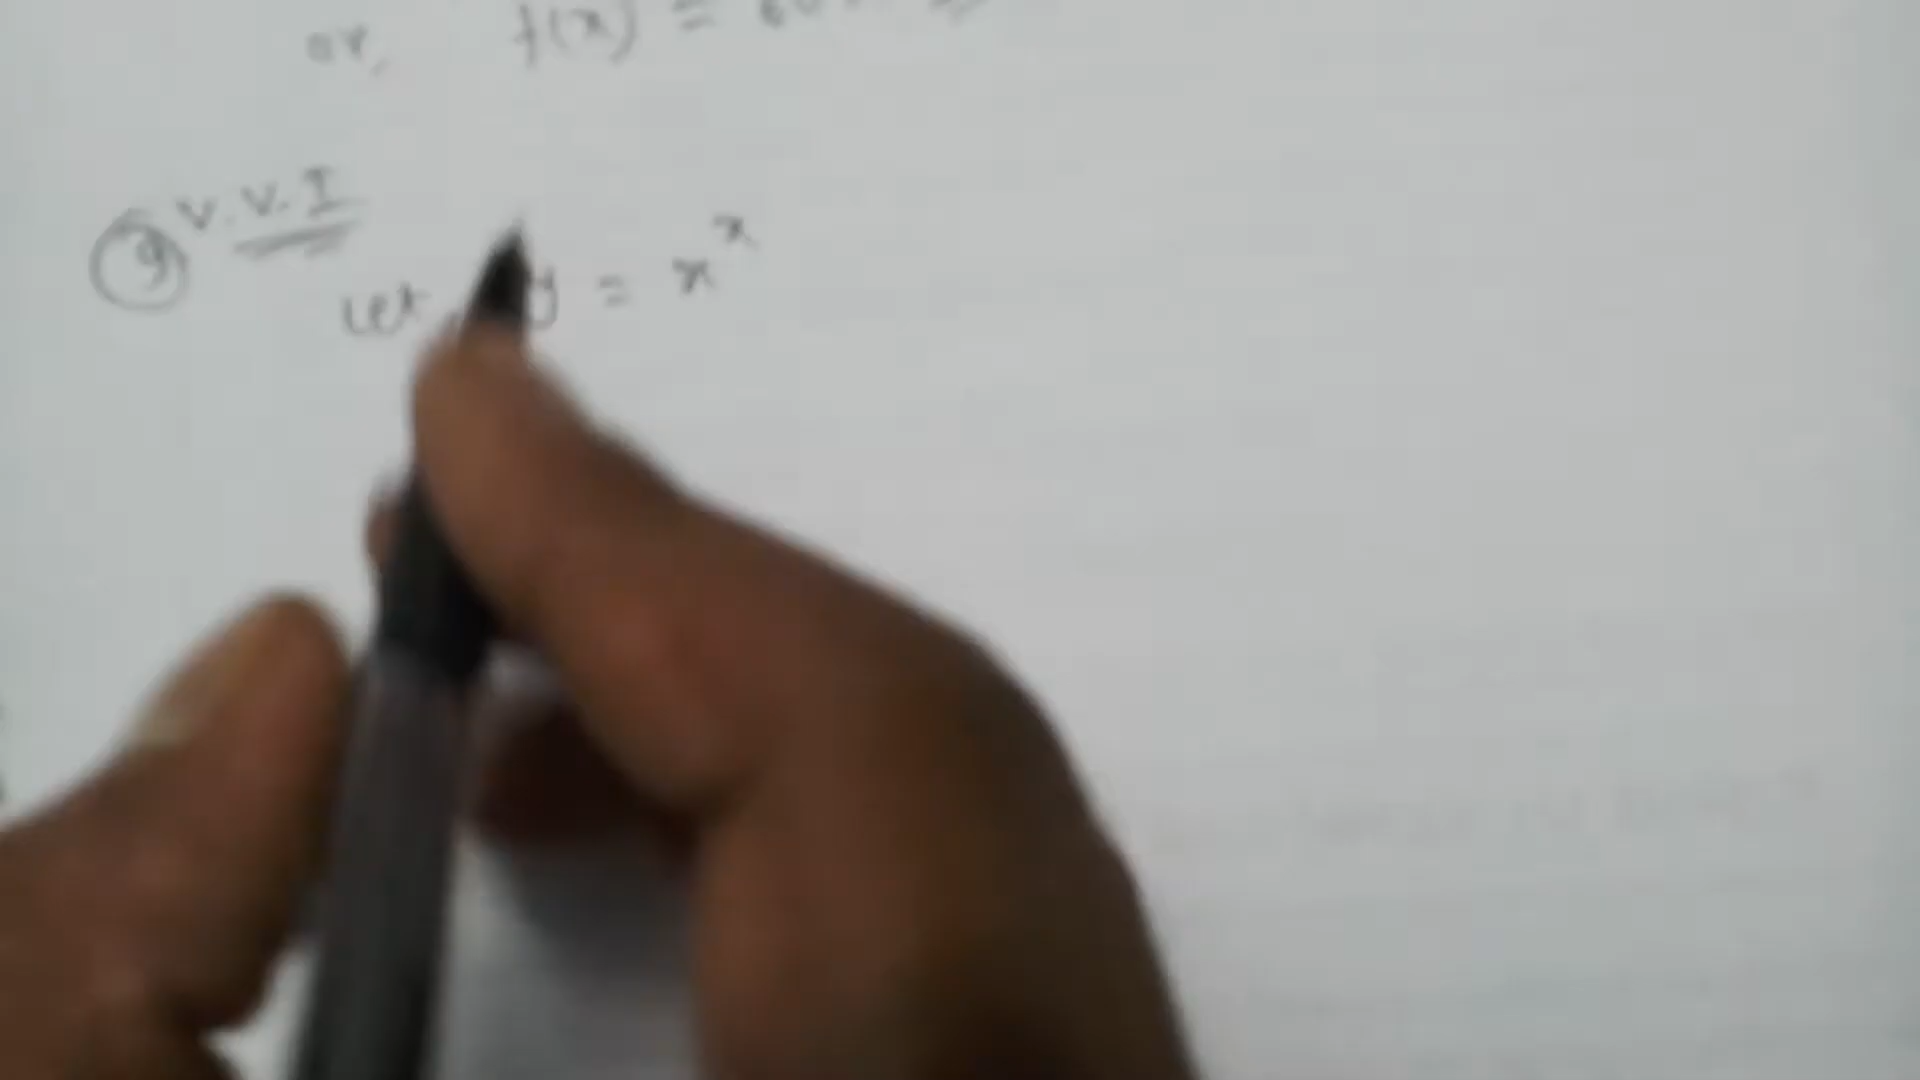 or, f(x) =
9 V.V.I
Let, y = x^x